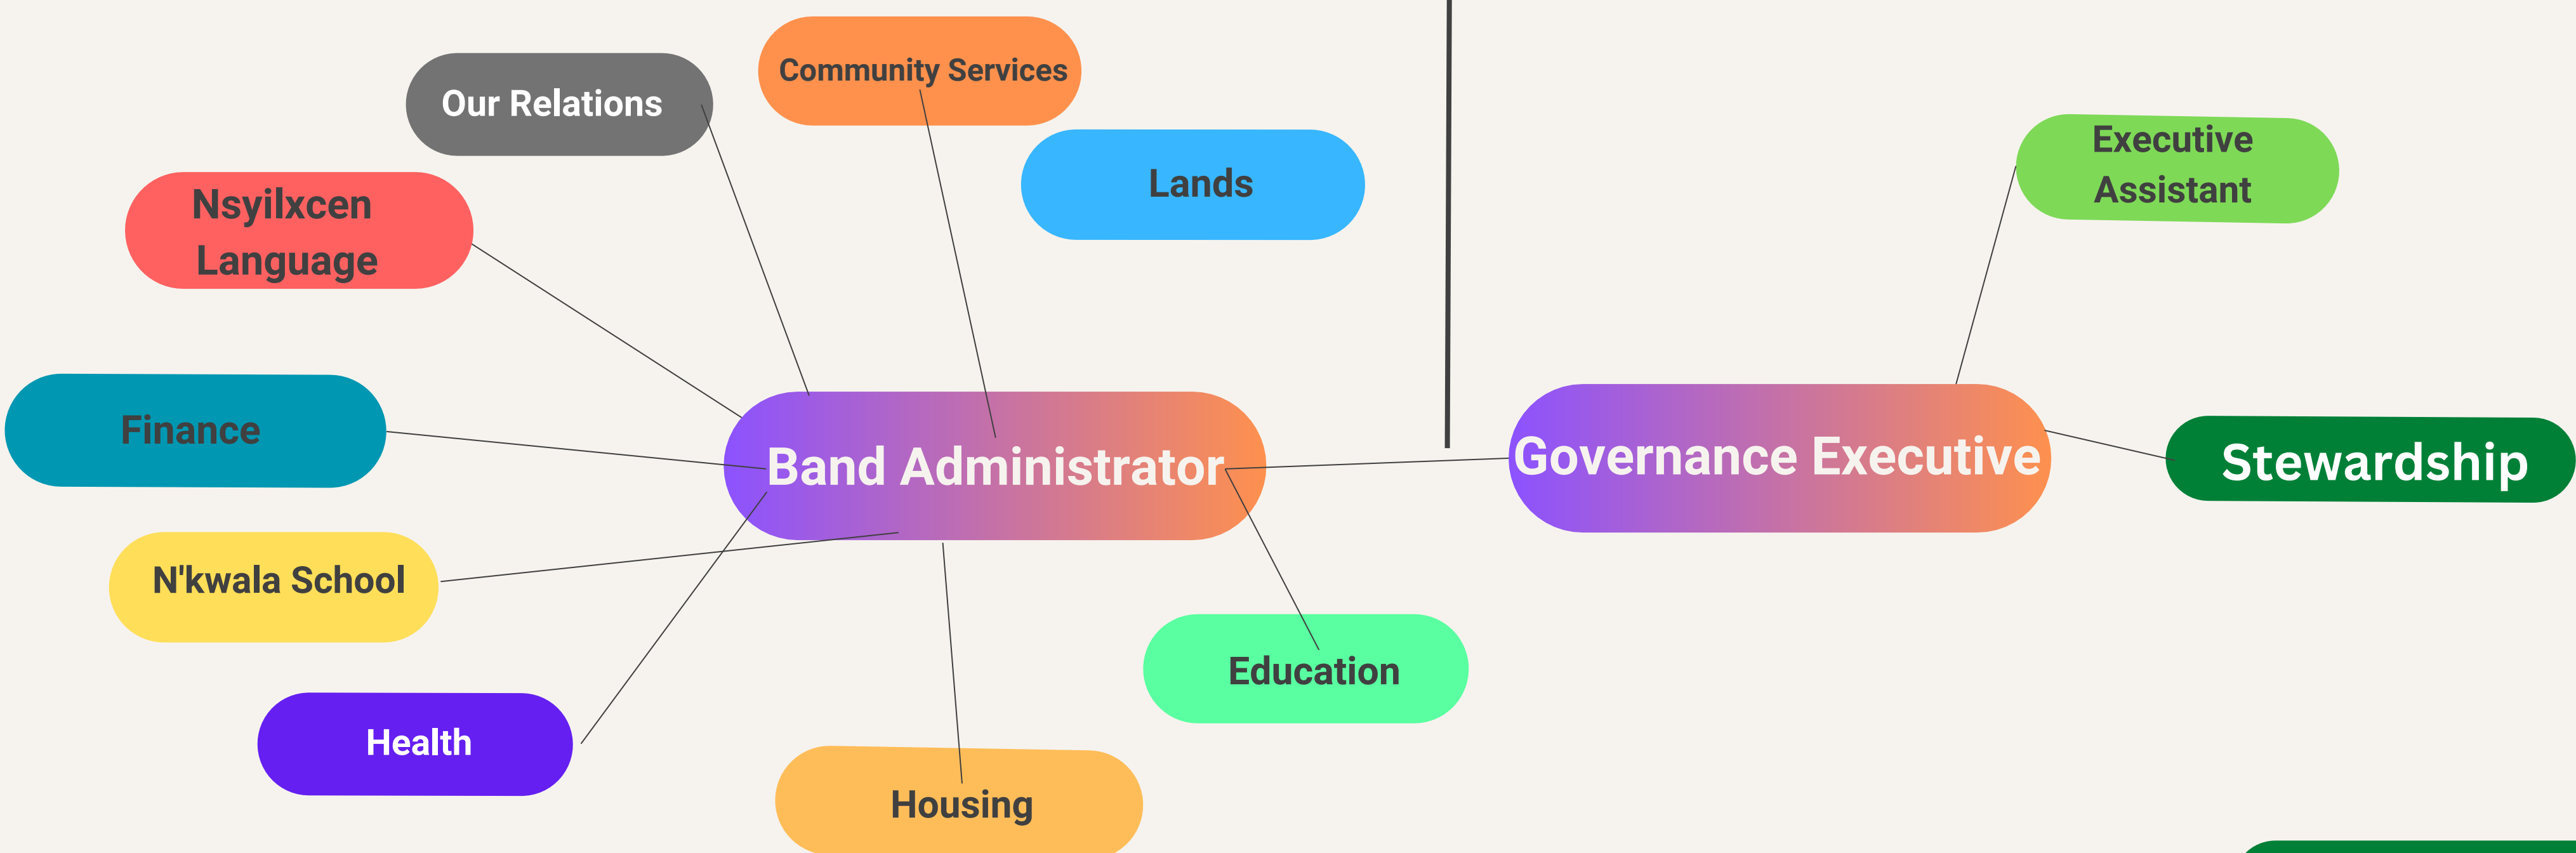 Community Services
Our Relations
Executive
Assistant
Lands
Nsyilxcen
Language
Finance
Band Administrator
Governance Executive
Stewardship
N'kwala School
Education
Health
Housing